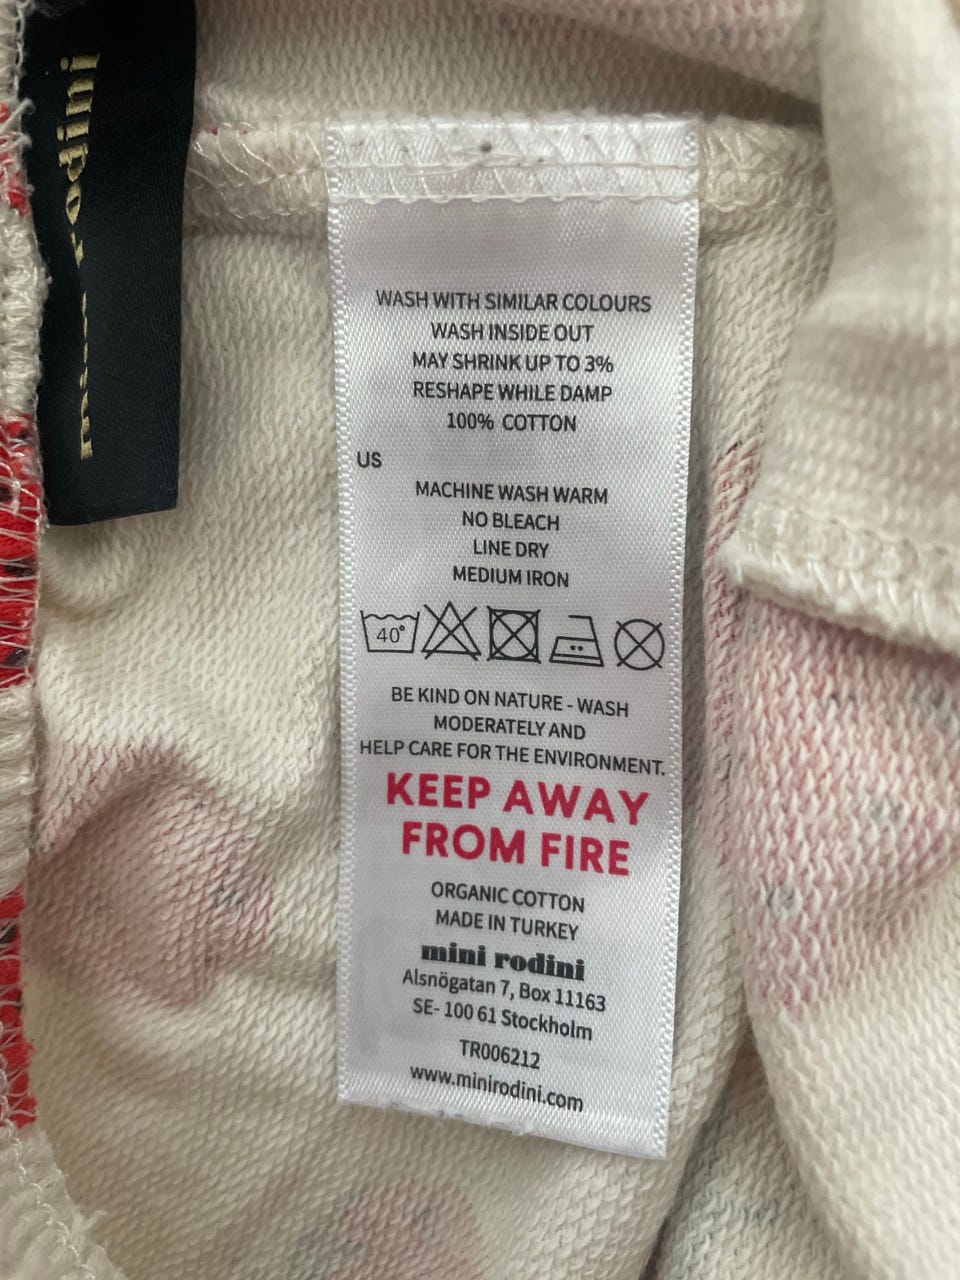 mini rodini
WASH WITH SIMILAR COLOURS
WASH INSIDE OUT
MAY SHRINK UP TO 3%
RESHAPE WHILE DAMP
100% COTTON
US
MACHINE WASH WARM
NO BLEACH
LINE DRY
MEDIUM IRON
40°
BE KIND ON NATURE - WASH
MODERATELY AND
HELP CARE FOR THE ENVIRONMENT.
KEEP AWAY
FROM FIRE
ORGANIC COTTON
MADE IN TURKEY
mini rodini
Alsnögatan 7, Box 11163
SE- 100 61 Stockholm
TR006212
www.minirodini.com